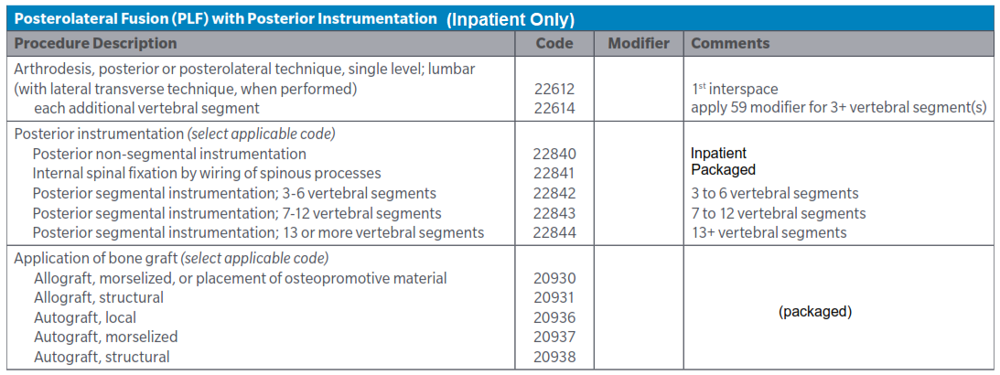 Posterolateral Fusion (PLF) with Posterior Instrumentation (Inpatient Only)
Procedure Description Code Modifier Comments
Arthrodesis, posterior or posterolateral technique, single level; lumbar
(with lateral transverse technique, when performed) 22612 1st interspace
each additional vertebral segment 22614 apply 59 modifier for 3+ vertebral segment(s)
Posterior instrumentation (select applicable code)
Posterior non-segmental instrumentation 22840 Inpatient
Internal spinal fixation by wiring of spinous processes 22841 Packaged
Posterior segmental instrumentation; 3-6 vertebral segments 22842 3 to 6 vertebral segments
Posterior segmental instrumentation; 7-12 vertebral segments 22843 7 to 12 vertebral segments
Posterior segmental instrumentation; 13 or more vertebral segments 22844 13+ vertebral segments
Application of bone graft (select applicable code)
Allograft, morselized, or placement of osteopromotive material 20930
Allograft, structural 20931
Autograft, local 20936 (packaged)
Autograft, morselized 20937
Autograft, structural 20938